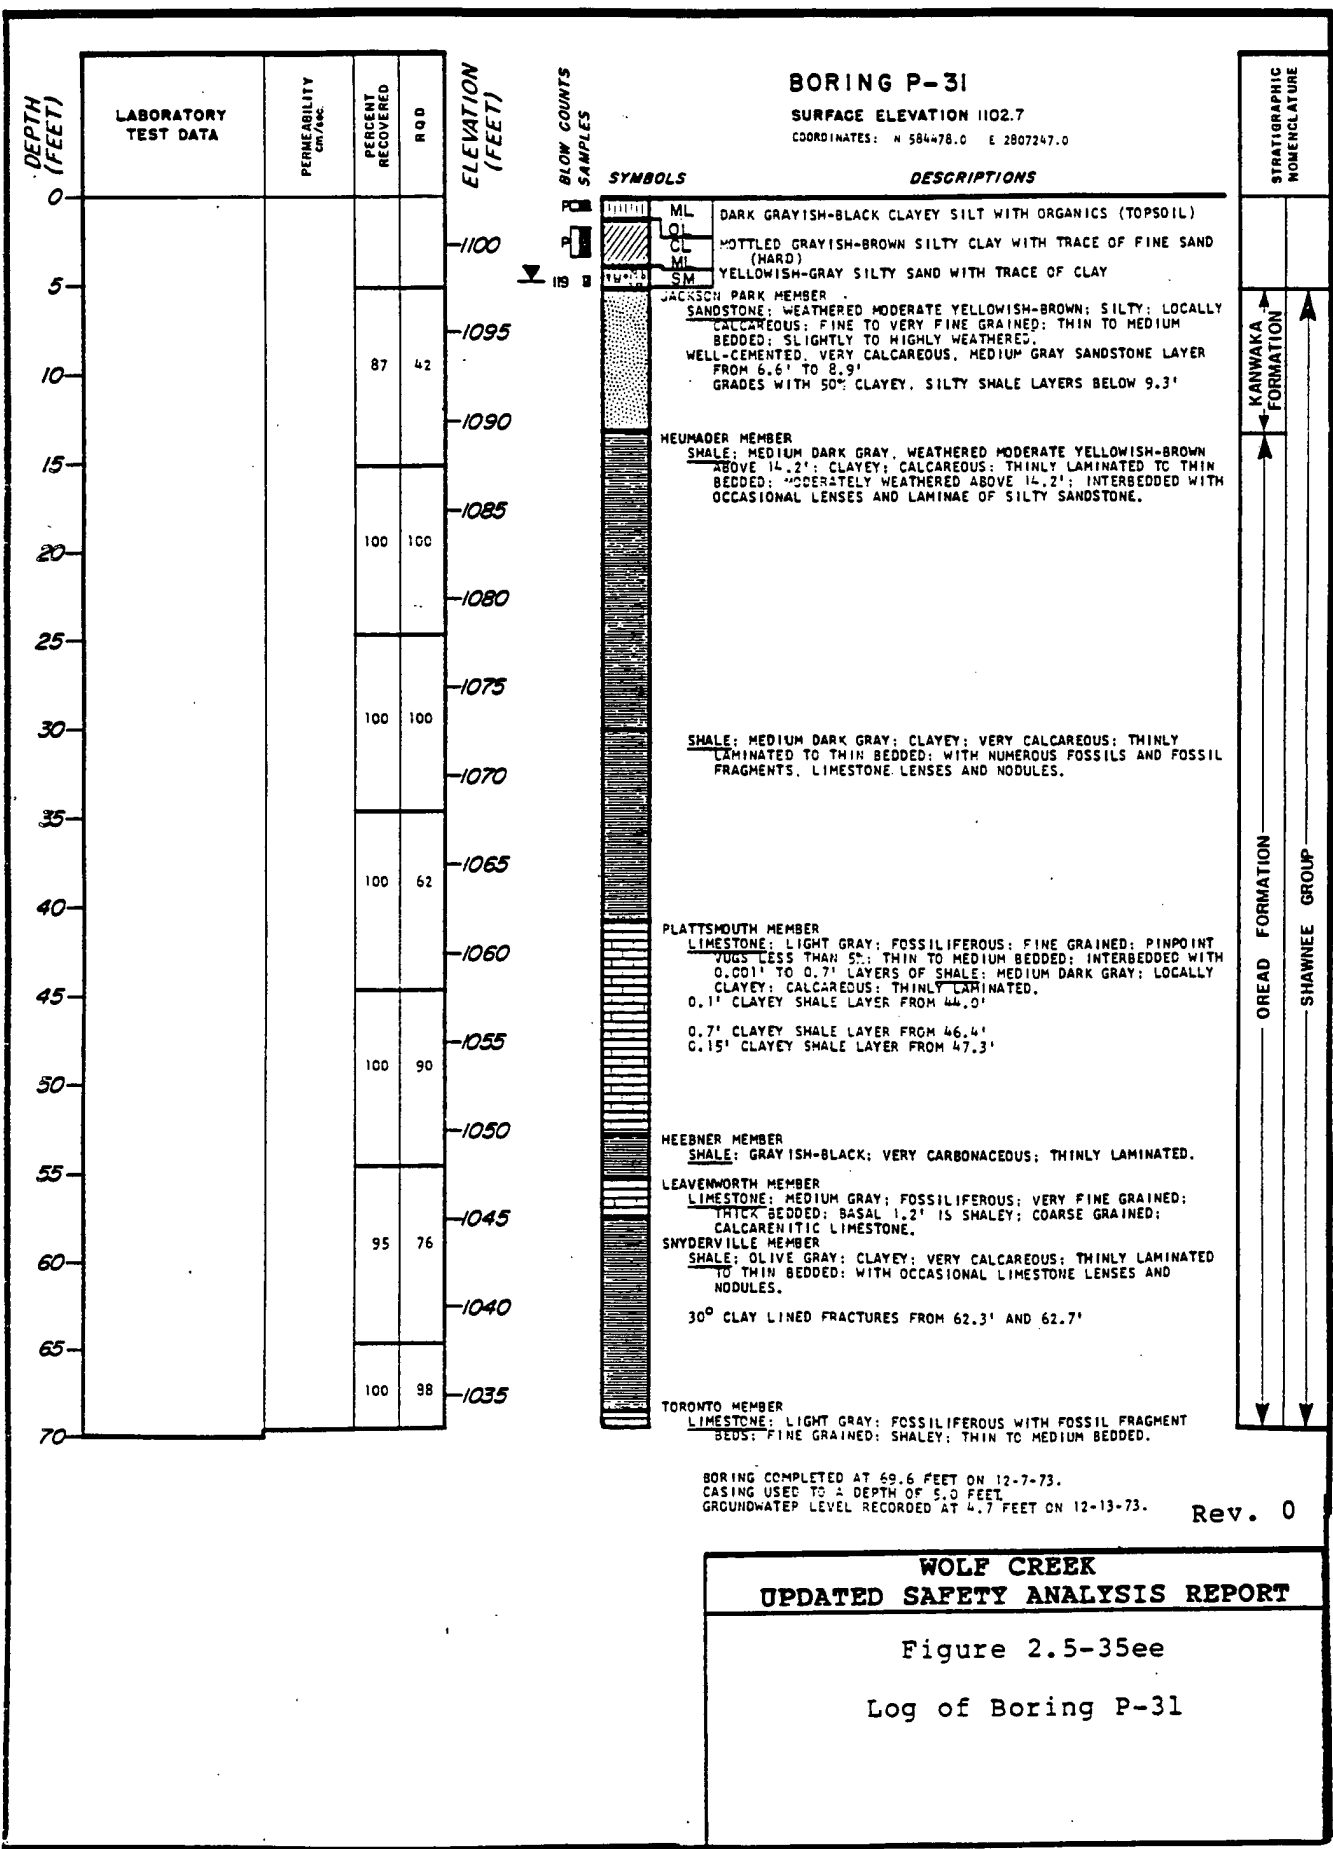 BORING P-31
SURFACE ELEVATION 1102.7
COORDINATES: N 584478.0 E 2807247.0
DEPTH (FEET)
LABORATORY TEST DATA
PERMEABILITY cm/sec.
PERCENT RECOVERED
RQD
ELEVATION (FEET)
BLOW COUNTS
SAMPLES
SYMBOLS
DESCRIPTIONS
STRATIGRAPHIC NOMENCLATURE
0
5
10
15
20
25
30
35
40
45
50
55
60
65
70
87 42
100 100
100 100
100 62
100 90
95 76
100 98
1100
1095
1090
1085
1080
1075
1070
1065
1060
1055
1050
1045
1040
1035
P
P
119
ML
OL
CL
ML
SM
DARK GRAYISH-BLACK CLAYEY SILT WITH ORGANICS (TOPSOIL)
MOTTLED GRAYISH-BROWN SILTY CLAY WITH TRACE OF FINE SAND
(HARD)
YELLOWISH-GRAY SILTY SAND WITH TRACE OF CLAY
JACKSON PARK MEMBER
SANDSTONE: WEATHERED MODERATE YELLOWISH-BROWN; SILTY; LOCALLY
CALCAREOUS; FINE TO VERY FINE GRAINED; THIN TO MEDIUM
BEDDED; SLIGHTLY TO HIGHLY WEATHERED.
WELL-CEMENTED, VERY CALCAREOUS, MEDIUM GRAY SANDSTONE LAYER
FROM 6.6' TO 8.9'
GRADES WITH 50% CLAYEY, SILTY SHALE LAYERS BELOW 9.3'
HEUMADER MEMBER
SHALE: MEDIUM DARK GRAY, WEATHERED MODERATE YELLOWISH-BROWN
ABOVE 14.2'; CLAYEY; CALCAREOUS; THINLY LAMINATED TO THIN
BEDDED; MODERATELY WEATHERED ABOVE 14.2'; INTERBEDDED WITH
OCCASIONAL LENSES AND LAMINAE OF SILTY SANDSTONE.
SHALE; MEDIUM DARK GRAY; CLAYEY; VERY CALCAREOUS; THINLY
LAMINATED TO THIN BEDDED; WITH NUMEROUS FOSSILS AND FOSSIL
FRAGMENTS, LIMESTONE LENSES AND NODULES.
PLATTSMOUTH MEMBER
LIMESTONE; LIGHT GRAY; FOSSILIFEROUS; FINE GRAINED; PINPOINT
VUGS LESS THAN 5%; THIN TO MEDIUM BEDDED; INTERBEDDED WITH
0.001' TO 0.7' LAYERS OF SHALE; MEDIUM DARK GRAY; LOCALLY
CLAYEY; CALCAREOUS; THINLY LAMINATED.
0.1' CLAYEY SHALE LAYER FROM 44.0'
0.7' CLAYEY SHALE LAYER FROM 46.4'
0.15' CLAYEY SHALE LAYER FROM 47.3'
HEEBNER MEMBER
SHALE; GRAYISH-BLACK; VERY CARBONACEOUS; THINLY LAMINATED.
LEAVENWORTH MEMBER
LIMESTONE; MEDIUM GRAY; FOSSILIFEROUS; VERY FINE GRAINED;
THICK BEDDED; BASAL 1.2' IS SHALEY; COARSE GRAINED;
CALCARENITIC LIMESTONE.
SNYDERVILLE MEMBER
SHALE; OLIVE GRAY; CLAYEY; VERY CALCAREOUS; THINLY LAMINATED
TO THIN BEDDED; WITH OCCASIONAL LIMESTONE LENSES AND
NODULES.
30° CLAY LINED FRACTURES FROM 62.3' AND 62.7'
TORONTO MEMBER
LIMESTONE; LIGHT GRAY; FOSSILIFEROUS WITH FOSSIL FRAGMENT
BEDS; FINE GRAINED; SHALEY; THIN TO MEDIUM BEDDED.
KANWAKA FORMATION
OREAD FORMATION
SHAWNEE GROUP
BORING COMPLETED AT 69.6 FEET ON 12-7-73.
CASING USED TO A DEPTH OF 5.0 FEET.
GROUNDWATER LEVEL RECORDED AT 4.7 FEET ON 12-13-73.
Rev. 0
WOLF CREEK
UPDATED SAFETY ANALYSIS REPORT
Figure 2.5-35ee
Log of Boring P-31